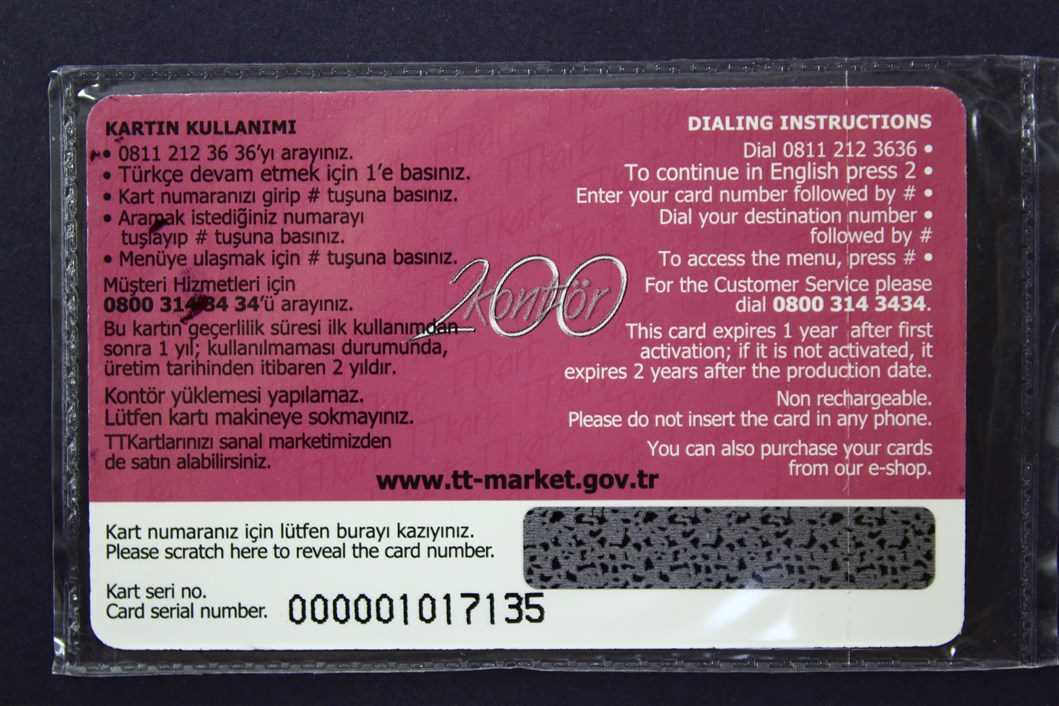 KARTIN KULLANIMI
• 0811 212 36 36'yı arayınız.
• Türkçe devam etmek için 1'e basınız.
• Kart numaranızı girip # tuşuna basınız.
• Aramak istediğiniz numarayı
tuşlayıp # tuşuna basınız.
• Menüye ulaşmak için # tuşuna basınız.
Müşteri Hizmetleri için
0800 314 34 34'ü arayınız.
Bu kartın geçerlilik süresi ilk kullanımdan
sonra 1 yıl; kullanılmaması durumunda,
üretim tarihinden itibaren 2 yıldır.
Kontör yüklemesi yapılamaz.
Lütfen kartı makineye sokmayınız.
TTKartlarınızı sanal marketimizden
de satın alabilirsiniz.
200
kontör
DIALING INSTRUCTIONS
Dial 0811 212 3636 •
To continue in English press 2 •
Enter your card number followed by # •
Dial your destination number •
followed by #
To access the menu, press # •
For the Customer Service please
dial 0800 314 3434.
This card expires 1 year after first
activation; if it is not activated, it
expires 2 years after the production date.
Non rechargeable.
Please do not insert the card in any phone.
You can also purchase your cards
from our e-shop.
www.tt-market.gov.tr
Kart numaranız için lütfen burayı kazıyınız.
Please scratch here to reveal the card number.
Kart seri no.
Card serial number. 000001017135